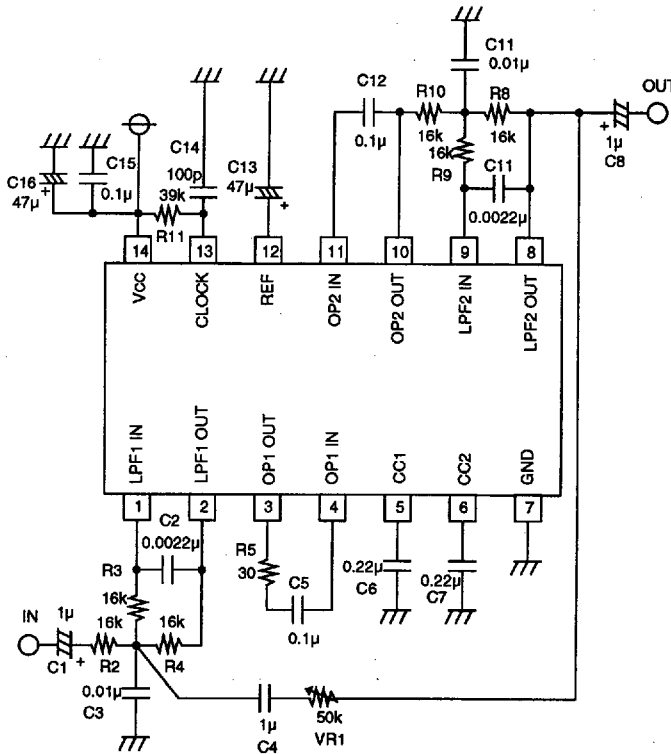 C11
0.01µ
OUT
C12
R10
R8
0.1µ
16k
16k
1µ
C8
16k
R9
C11
0.0022µ
C14
100p
C13
47µ
C15
0.1µ
C16
47µ
39k
R11
14
13
12
11
10
9
8
VCC
CLOCK
REF
OP2 IN
OP2 OUT
LPF2 IN
LPF2 OUT
LPF1 IN
LPF1 OUT
OP1 OUT
OP1 IN
CC1
CC2
GND
1
2
3
4
5
6
7
C2
0.0022µ
R3
16k
R5
30
C5
0.1µ
0.22µ
C6
0.22µ
C7
IN
1µ
C1
16k
R2
16k
R4
0.01µ
C3
1µ
C4
50k
VR1